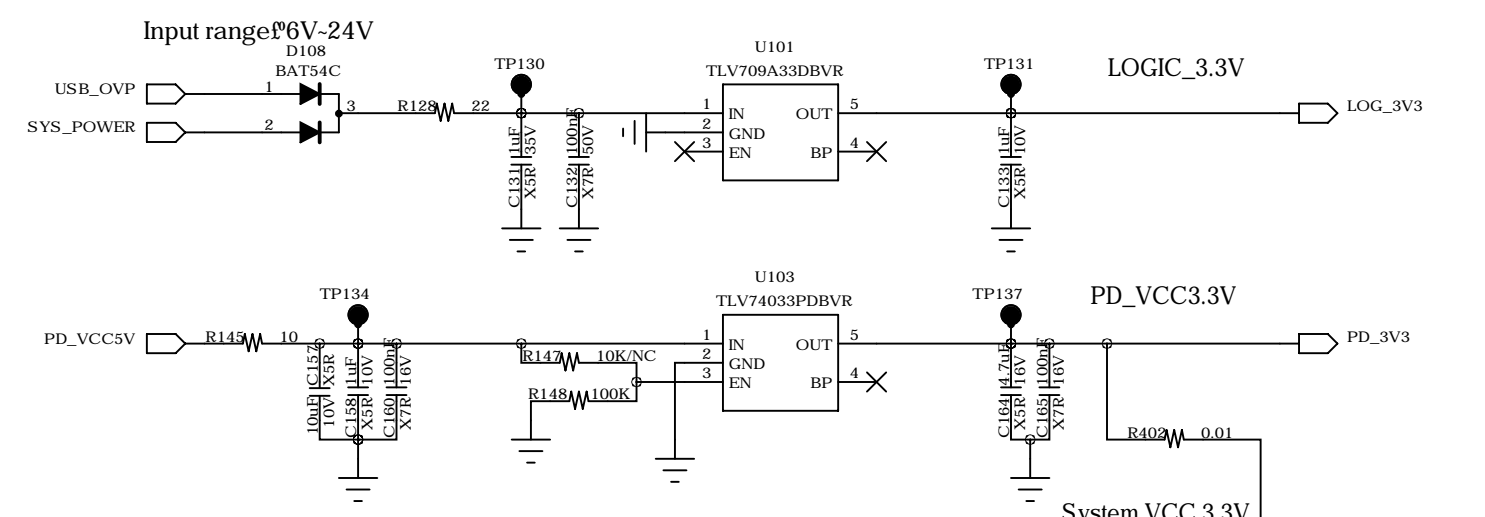 Input range£º6V~24V
D108
BAT54C
USB_OVP
1
SYS_POWER
2
3
R128
22
TP130
C131
1uF
X5R
35V
C132
100nF
X7R
50V
U101
TLV709A33DBVR
1
IN
2
GND
3
EN
OUT
5
BP
4
TP131
LOGIC_3.3V
LOG_3V3
C133
1uF
X5R
10V
PD_VCC5V
R145
10
TP134
10uF
C157
10V
X5R
C158
1uF
X5R
10V
C160
100nF
X7R
16V
R147
10K/NC
R148
100K
U103
TLV74033PDBVR
1
IN
2
GND
3
EN
OUT
5
BP
4
TP137
PD_VCC3.3V
PD_3V3
C164
4.7uF
X5R
16V
C165
100nF
X7R
16V
R402
0.01
System VCC 3.3V